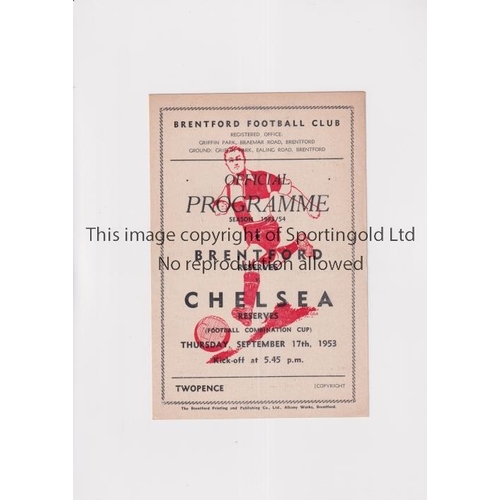 BRENTFORD FOOTBALL CLUB
REGISTERED OFFICE:
GRIFFIN PARK, BRAEMAR ROAD, BRENTFORD
GROUND: GRIFFIN PARK, EALING ROAD, BRENTFORD
OFFICIAL
PROGRAMME
SEASON 1953/54
This image copyright of Sportingold Ltd
BRENTFORD
No reproduction allowed
RESERVES
CHELSEA
RESERVES
(FOOTBALL COMBINATION CUP)
THURSDAY, SEPTEMBER 17th, 1953
Kick-off at 5.45 p.m.
TWOPENCE
(COPYRIGHT
The Brentford Printing and Publishing Co., Ltd., Albany Works, Brentford.